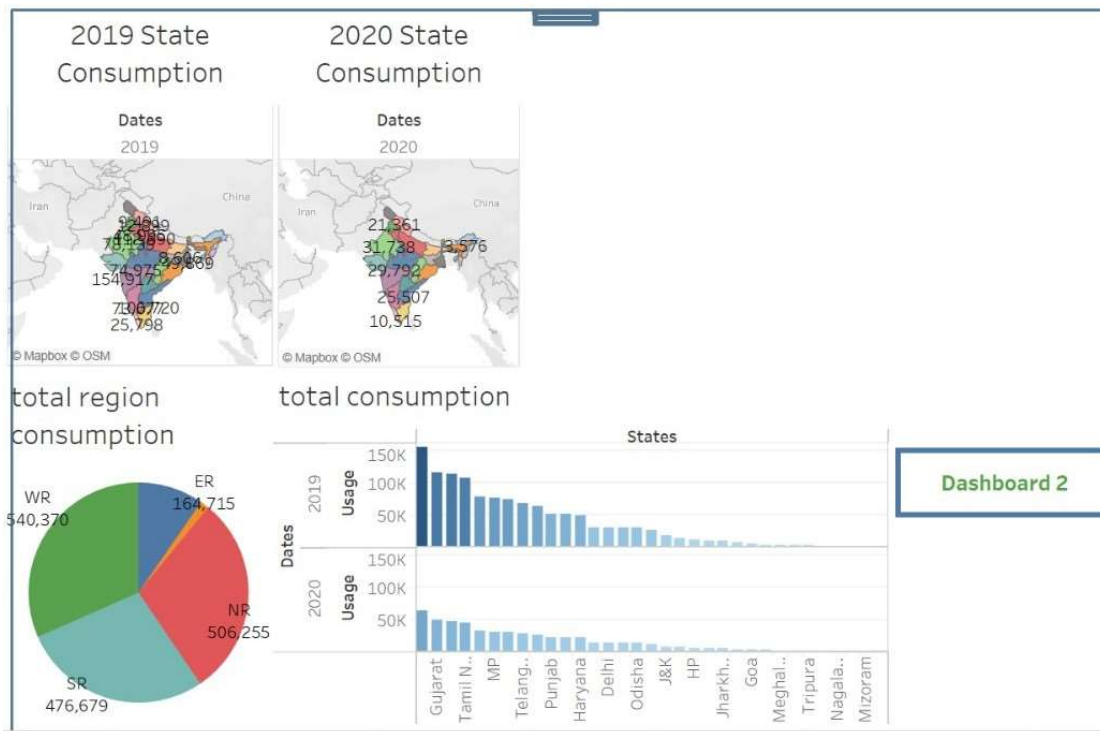 2019 State
Consumption
2020 State
Consumption
Dates
2019
Dates
2020
Iran
China
74,975
154,917
25,798
© Mapbox © OSM
Iran
China
21,361
31,738
3,576
29,792
25,507
10,515
© Mapbox © OSM
total region
consumption
WR
540,370
ER
164,715
NR
506,255
SR
476,679
total consumption
States
Dates
2019
Usage
150K
100K
50K
2020
Usage
150K
100K
50K
Gujarat
Tamil N..
MP
Telang..
Punjab
Haryana
Delhi
Odisha
J&K
HP
Jharkh..
Goa
Meghal..
Tripura
Nagala..
Mizoram
Dashboard 2